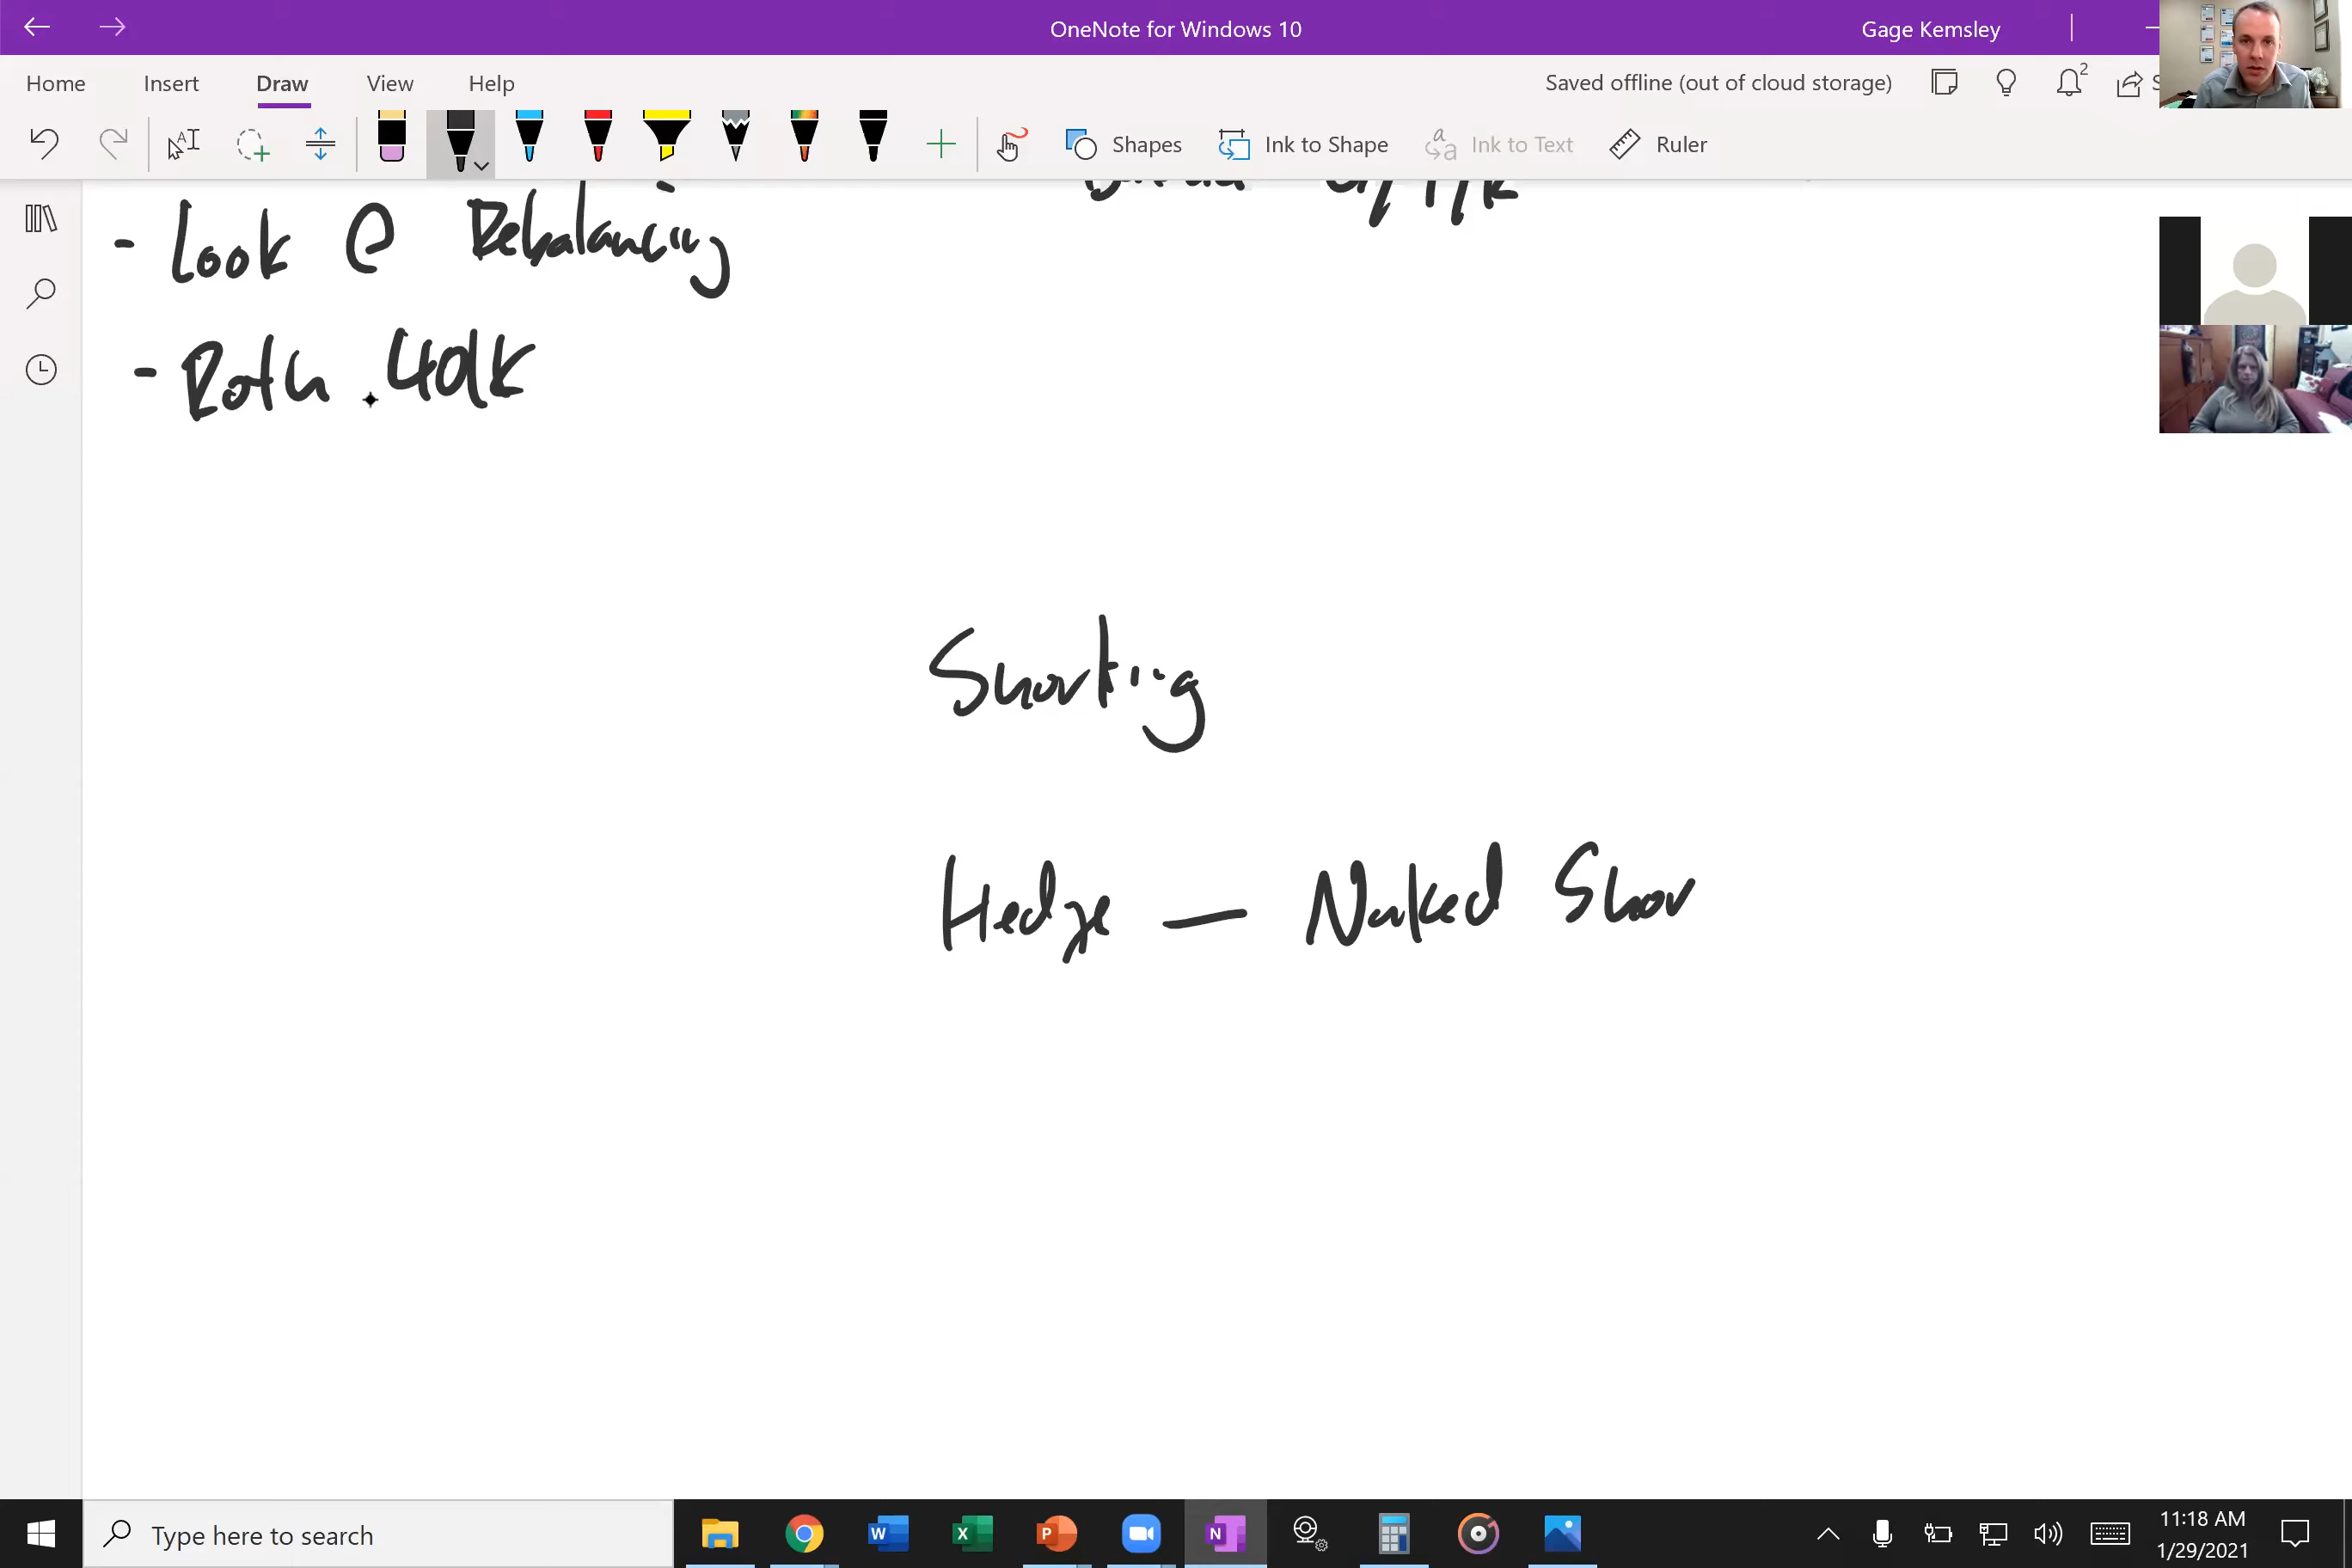 OneNote for Windows 10
Gage Kemsley
Home Insert Draw View Help
Saved offline (out of cloud storage)
2
Shapes Ink to Shape Ink to Text Ruler
- Look @ Rebalancing
- Roth 401k
Shorting
Hedge — Naked Shor
Type here to search
11:18 AM
1/29/2021